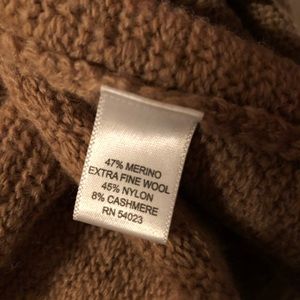 47% MERINO
EXTRA FINE WOOL
45% NYLON
8% CASHMERE
RN 54023